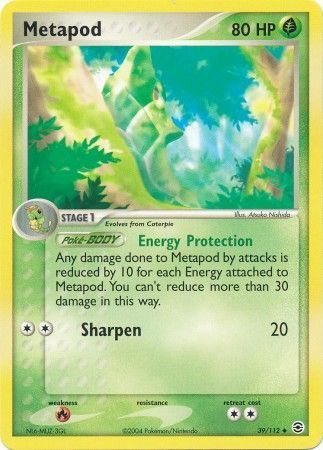 Metapod 80 HP
Illus. Atsuko Nishida
STAGE 1
Evolves from Caterpie
Poké-BODY Energy Protection
Any damage done to Metapod by attacks is
reduced by 10 for each Energy attached to
Metapod. You can't reduce more than 30
damage in this way.
Sharpen 20
weakness resistance retreat cost
©2004 Pokémon/Nintendo
39/112